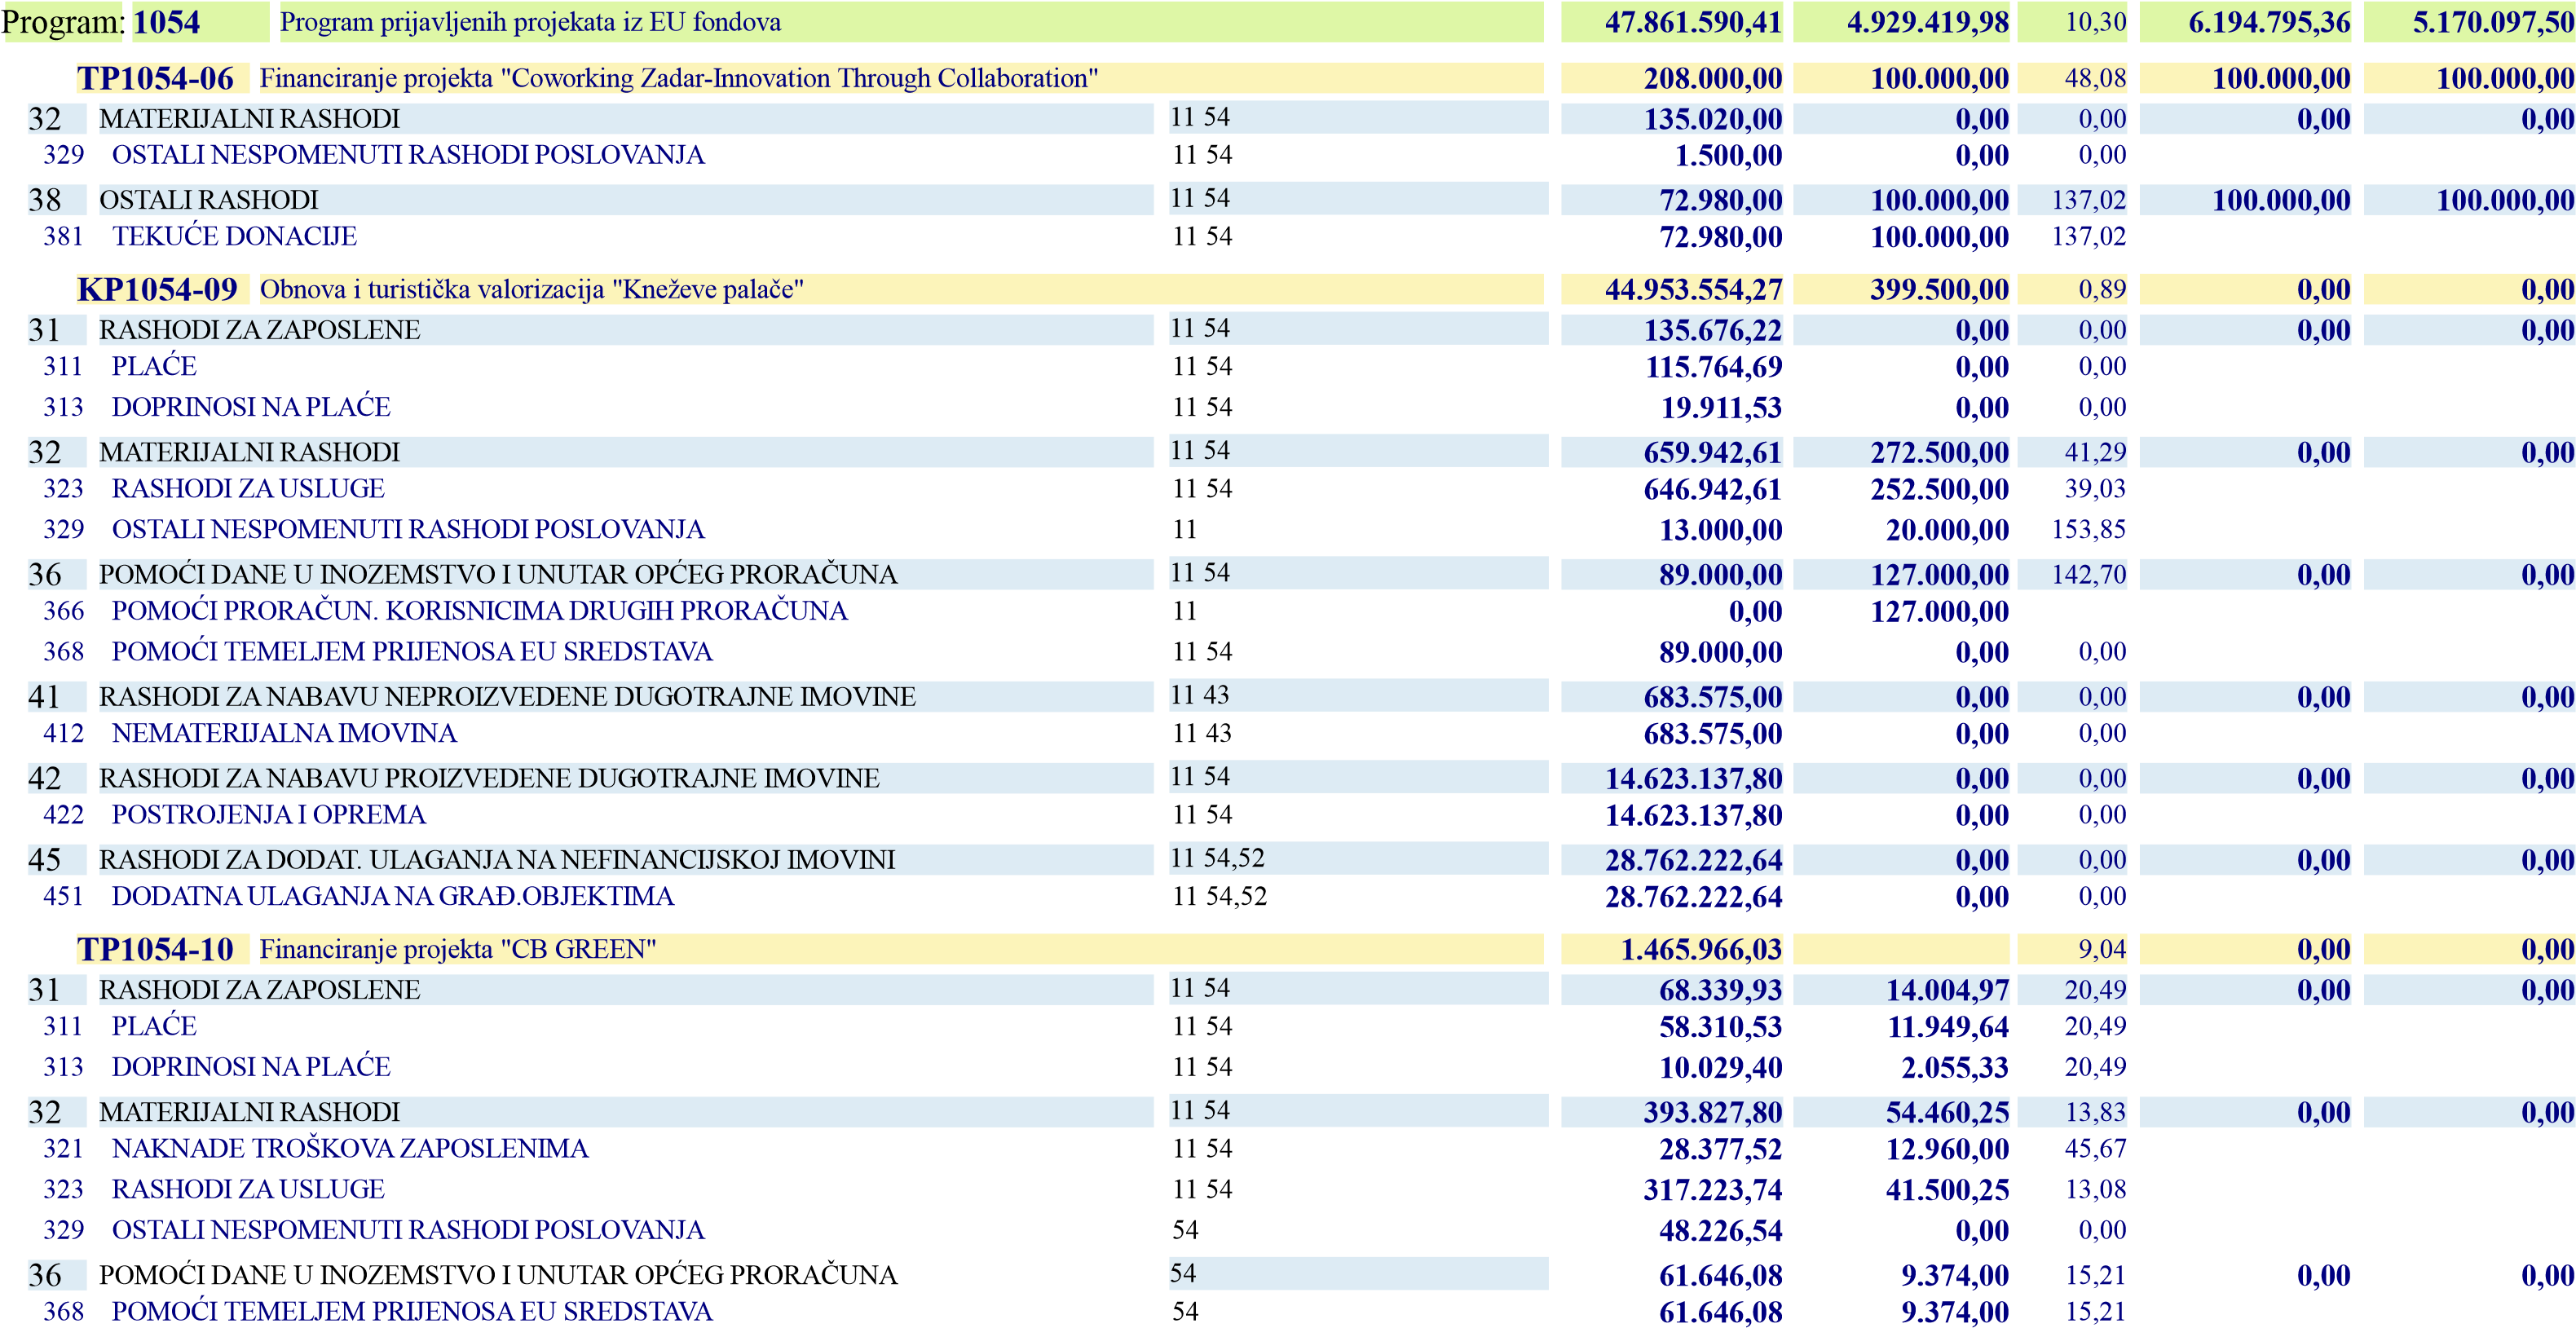 Program: 1054 Program prijavljenih projekata iz EU fondova 47.861.590,41 4.929.419,98 10,30 6.194.795,36 5.170.097,50
TP1054-06 Financiranje projekta "Coworking Zadar-Innovation Through Collaboration" 208.000,00 100.000,00 48,08 100.000,00 100.000,00
32 MATERIJALNI RASHODI 11 54 135.020,00 0,00 0,00 0,00 0,00
329 OSTALI NESPOMENUTI RASHODI POSLOVANJA 11 54 1.500,00 0,00 0,00
38 OSTALI RASHODI 11 54 72.980,00 100.000,00 137,02 100.000,00 100.000,00
381 TEKUĆE DONACIJE 11 54 72.980,00 100.000,00 137,02
KP1054-09 Obnova i turistička valorizacija "Kneževe palače" 44.953.554,27 399.500,00 0,89 0,00 0,00
31 RASHODI ZA ZAPOSLENE 11 54 135.676,22 0,00 0,00 0,00 0,00
311 PLAĆE 11 54 115.764,69 0,00 0,00
313 DOPRINOSI NA PLAĆE 11 54 19.911,53 0,00 0,00
32 MATERIJALNI RASHODI 11 54 659.942,61 272.500,00 41,29 0,00 0,00
323 RASHODI ZA USLUGE 11 54 646.942,61 252.500,00 39,03
329 OSTALI NESPOMENUTI RASHODI POSLOVANJA 11 13.000,00 20.000,00 153,85
36 POMOĆI DANE U INOZEMSTVO I UNUTAR OPĆEG PRORAČUNA 11 54 89.000,00 127.000,00 142,70 0,00 0,00
366 POMOĆI PRORAČUN. KORISNICIMA DRUGIH PRORAČUNA 11 0,00 127.000,00
368 POMOĆI TEMELJEM PRIJENOSA EU SREDSTAVA 11 54 89.000,00 0,00 0,00
41 RASHODI ZA NABAVU NEPROIZVEDENE DUGOTRAJNE IMOVINE 11 43 683.575,00 0,00 0,00 0,00 0,00
412 NEMATERIJALNA IMOVINA 11 43 683.575,00 0,00 0,00
42 RASHODI ZA NABAVU PROIZVEDENE DUGOTRAJNE IMOVINE 11 54 14.623.137,80 0,00 0,00 0,00 0,00
422 POSTROJENJA I OPREMA 11 54 14.623.137,80 0,00 0,00
45 RASHODI ZA DODAT. ULAGANJA NA NEFINANCIJSKOJ IMOVINI 11 54,52 28.762.222,64 0,00 0,00 0,00 0,00
451 DODATNA ULAGANJA NA GRAĐ.OBJEKTIMA 11 54,52 28.762.222,64 0,00 0,00
TP1054-10 Financiranje projekta "CB GREEN" 1.465.966,03 9,04 0,00 0,00
31 RASHODI ZA ZAPOSLENE 11 54 68.339,93 14.004,97 20,49 0,00 0,00
311 PLAĆE 11 54 58.310,53 11.949,64 20,49
313 DOPRINOSI NA PLAĆE 11 54 10.029,40 2.055,33 20,49
32 MATERIJALNI RASHODI 11 54 393.827,80 54.460,25 13,83 0,00 0,00
321 NAKNADE TROŠKOVA ZAPOSLENIMA 11 54 28.377,52 12.960,00 45,67
323 RASHODI ZA USLUGE 11 54 317.223,74 41.500,25 13,08
329 OSTALI NESPOMENUTI RASHODI POSLOVANJA 54 48.226,54 0,00 0,00
36 POMOĆI DANE U INOZEMSTVO I UNUTAR OPĆEG PRORAČUNA 54 61.646,08 9.374,00 15,21 0,00 0,00
368 POMOĆI TEMELJEM PRIJENOSA EU SREDSTAVA 54 61.646,08 9.374,00 15,21